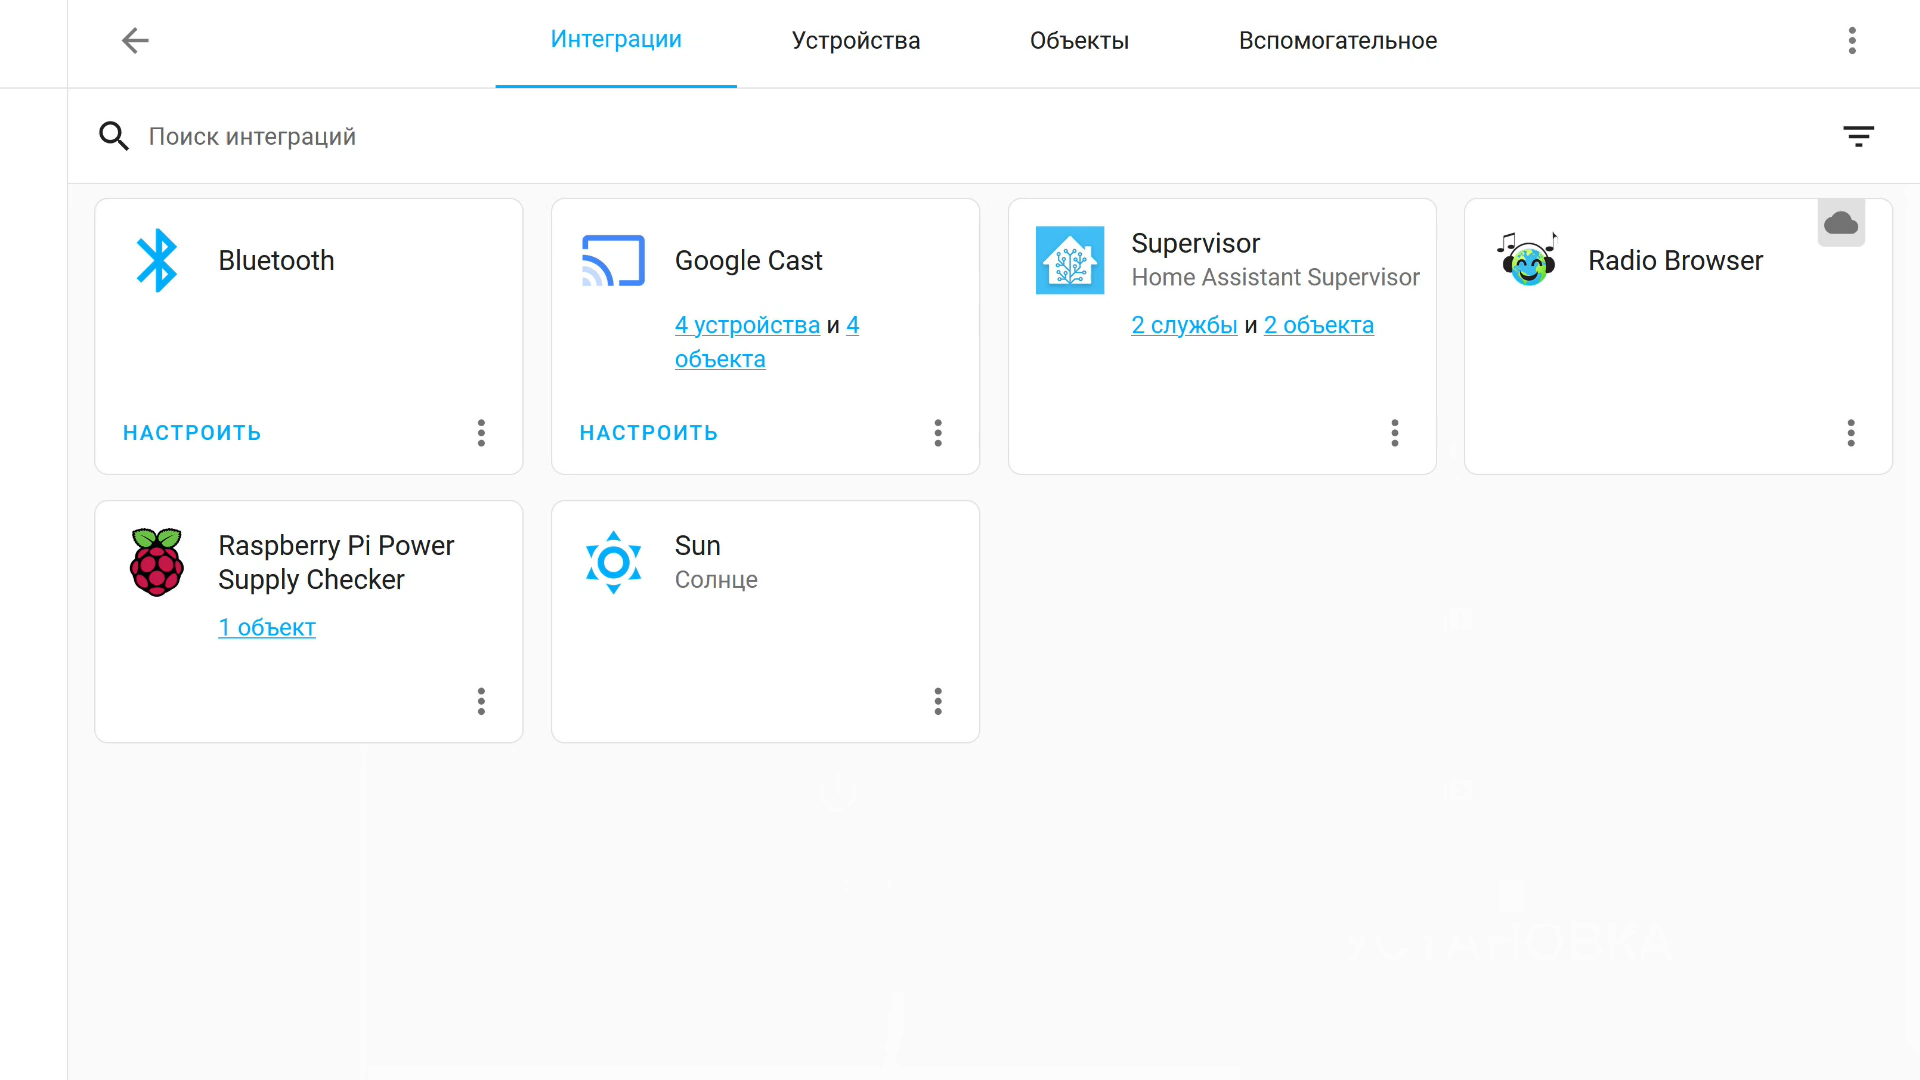 Интеграции
Устройства
Объекты
Вспомогательное
Поиск интеграций
Bluetooth
НАСТРОИТЬ
Google Cast
4 устройства и 4
объекта
НАСТРОИТЬ
Supervisor
Home Assistant Supervisor
2 службы и 2 объекта
Radio Browser
Raspberry Pi Power
Supply Checker
1 объект
Sun
Солнце
УСТАНОВКА